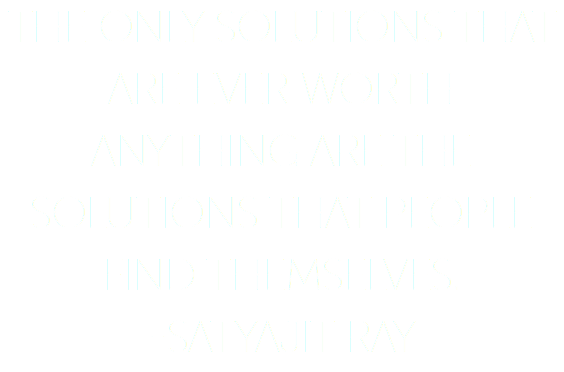 THE ONLY SOLUTIONS THAT
ARE EVER WORTH
ANYTHING ARE THE
SOLUTIONS THAT PEOPLE
FIND THEMSELVES
SATYAJIT RAY